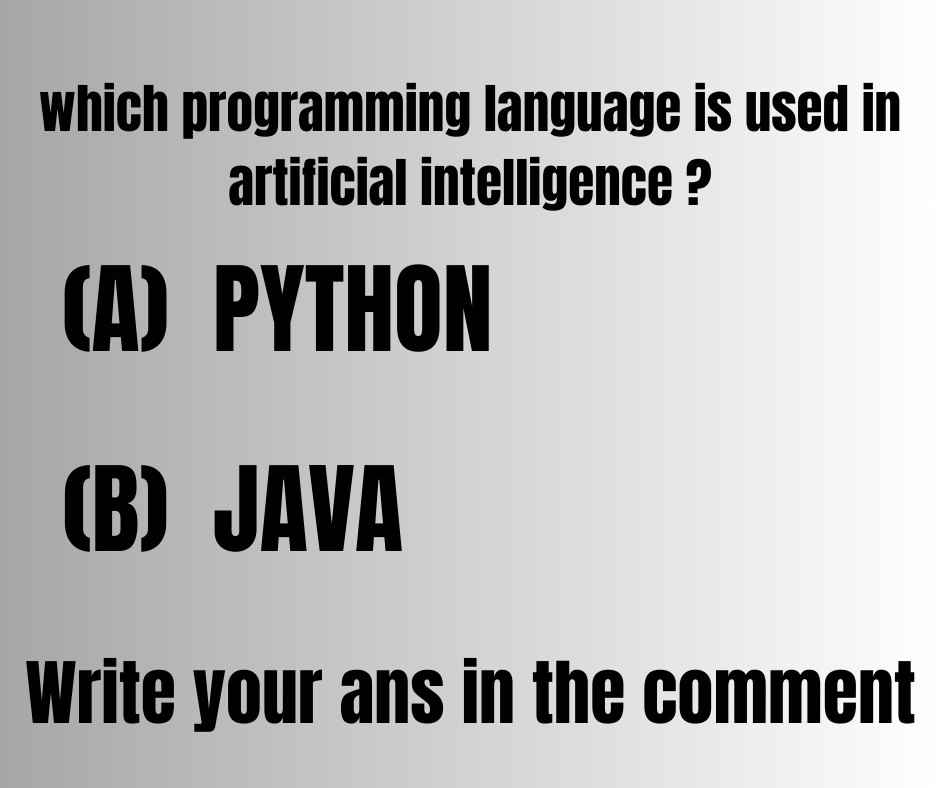 which programming language is used in
artificial intelligence ?
(A) PYTHON
(B) JAVA
Write your ans in the comment